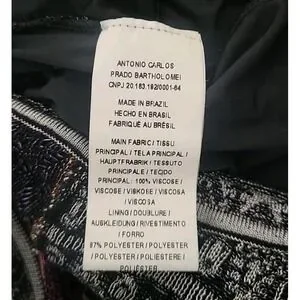 ANTONIO CARLOS
PRADO BARTHOLOMEI
CNPJ 20.183.192/0001-64
MADE IN BRAZIL
HECHO EN BRASIL
FABRIQUÉ AU BRÉSIL
MAIN FABRIC / TISSU
PRINCIPAL / TELA PRINCIPAL /
HAUPTFABRIK / TESSUTO
PRINCIPALE / TECIDO
PRINCIPAL: 100% VISCOSE /
VISCOSE / VISKOSE / VISCOSA /
VISCOSA
LINING / DOUBLURE /
AUSKLEIDUNG / RIVESTIMENTO
/ FORRO
97% POLYESTER / POLYESTER
/ POLYESTER / POLIESTERE /
POLIÉSTER